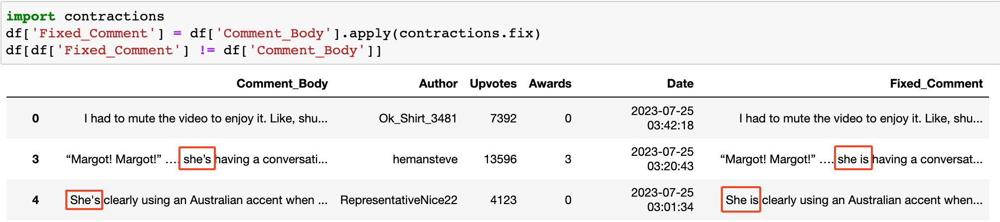 import contractions
df['Fixed_Comment'] = df['Comment_Body'].apply(contractions.fix)
df[df['Fixed_Comment'] != df['Comment_Body']]
Comment_Body Author Upvotes Awards Date Fixed_Comment
0 I had to mute the video to enjoy it. Like, shu... Ok_Shirt_3481 7392 0 2023-07-25 03:42:18 I had to mute the video to enjoy it. Like, shu...
3 “Margot! Margot!” …. she’s having a conversati... hemansteve 13596 3 2023-07-25 03:20:43 “Margot! Margot!” …. she is having a conversat...
4 She's clearly using an Australian accent when ... RepresentativeNice22 4123 0 2023-07-25 03:01:34 She is clearly using an Australian accent when...